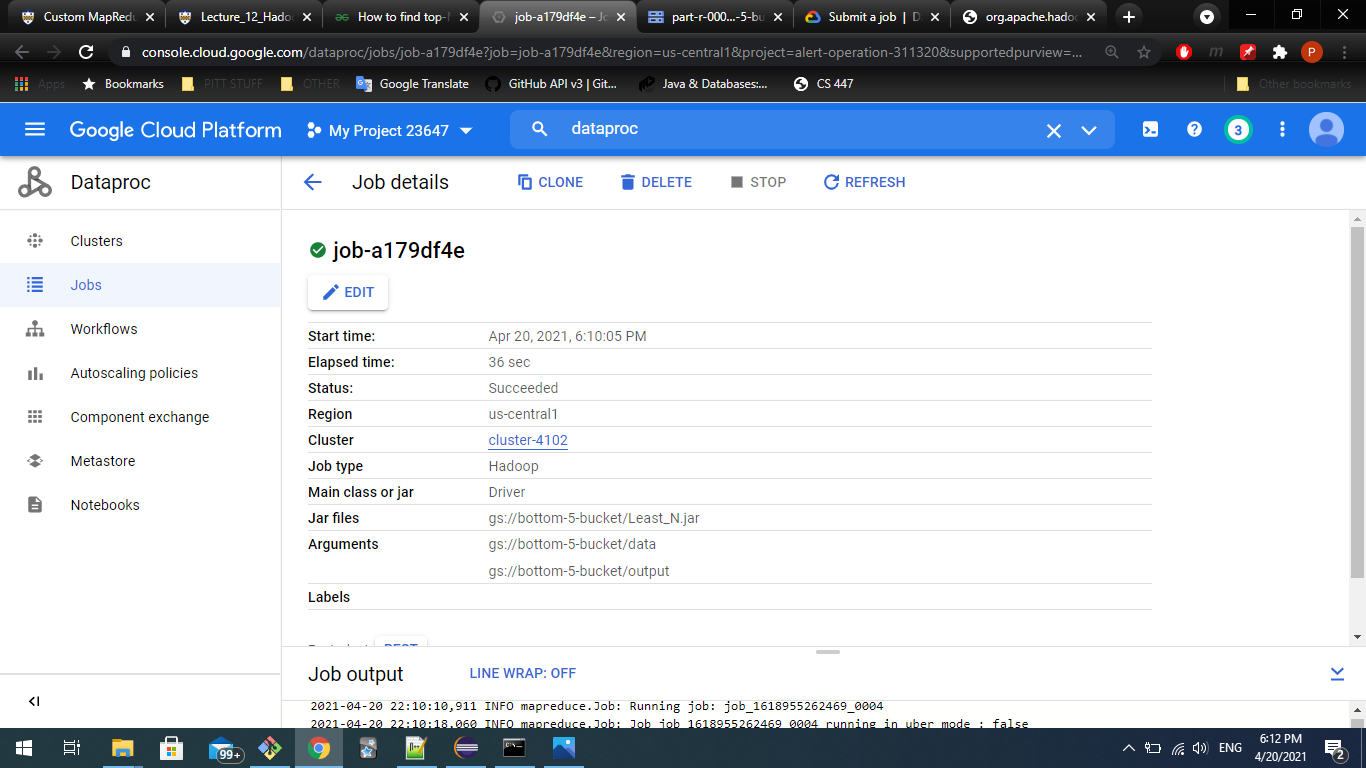 Custom MapRedu
Lecture_12_Hado
How to find top-N
job-a179df4e – Jo
part-r-000...-5-bu
Submit a job | D
org.apache.hado
console.cloud.google.com/dataproc/jobs/job-a179df4e?job=job-a179df4e&region=us-central1&project=alert-operation-311320&supportedpurview=...
P
Apps
Bookmarks
PITT STUFF
OTHER
Google Translate
GitHub API v3 | Git...
Java & Databases:...
CS 447
Other bookmarks
Google Cloud Platform
My Project 23647
dataproc
3
Dataproc
Job details
CLONE
DELETE
STOP
REFRESH
Clusters
Jobs
Workflows
Autoscaling policies
Component exchange
Metastore
Notebooks
job-a179df4e
EDIT
Start time: Apr 20, 2021, 6:10:05 PM
Elapsed time: 36 sec
Status: Succeeded
Region us-central1
Cluster cluster-4102
Job type Hadoop
Main class or jar Driver
Jar files gs://bottom-5-bucket/Least_N.jar
Arguments gs://bottom-5-bucket/data
gs://bottom-5-bucket/output
Labels
Job output
LINE WRAP: OFF
2021-04-20 22:10:10,911 INFO mapreduce.Job: Running job: job_1618955262469_0004
2021-04-20 22:10:18,060 INFO mapreduce.Job: Job job_1618955262469_0004 running in uber mode : false
99+
ENG
6:12 PM
4/20/2021
2